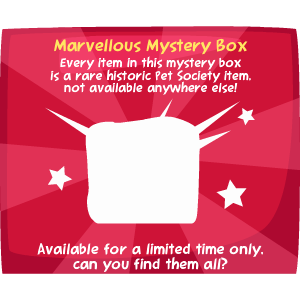 Marvellous Mystery Box
Every item in this mystery box
is a rare historic Pet Society item.
not available anywhere else!
Available for a limited time only.
can you find them all?